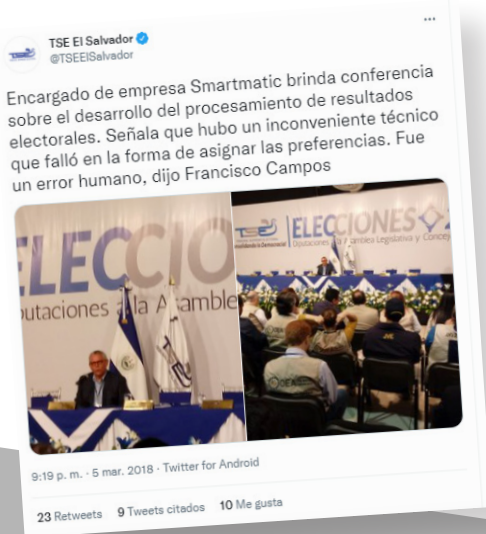 TSE El Salvador
@TSEElSalvador
Encargado de empresa Smartmatic brinda conferencia
sobre el desarrollo del procesamiento de resultados
electorales. Señala que hubo un inconveniente técnico
que falló en la forma de asignar las preferencias. Fue
un error humano, dijo Francisco Campos
ELECCIO
putaciones a la Asamble
TSE
TSE
ELECCIONES
Diputaciones a la Asamblea Legislativa y Concej
JVE
9:19 p. m. · 5 mar. 2018 · Twitter for Android
23 Retweets 9 Tweets citados 10 Me gusta